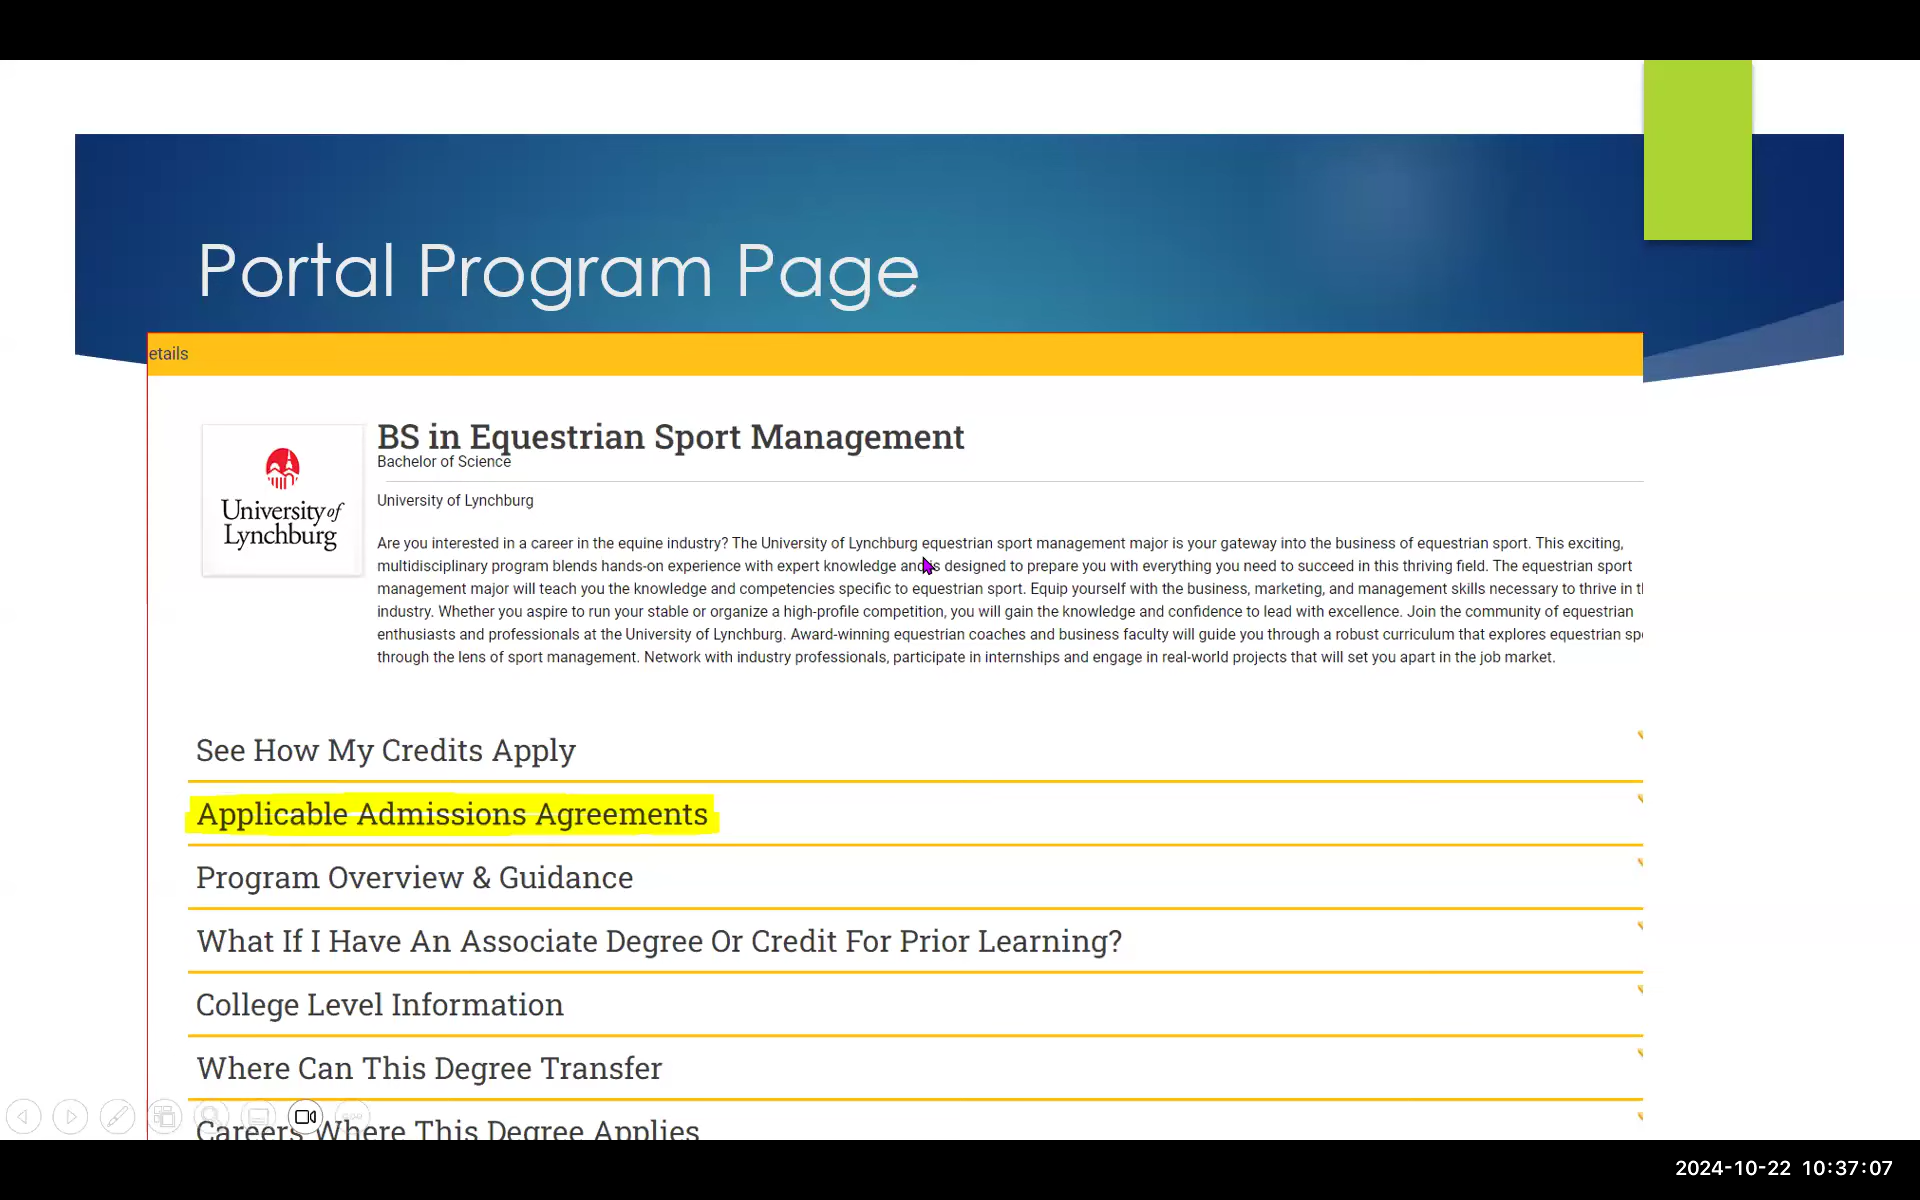 Portal Program Page
etails
BS in Equestrian Sport Management
Bachelor of Science
University of Lynchburg
University of
Lynchburg
Are you interested in a career in the equine industry? The University of Lynchburg equestrian sport management major is your gateway into the business of equestrian sport. This exciting,
multidisciplinary program blends hands-on experience with expert knowledge and is designed to prepare you with everything you need to succeed in this thriving field. The equestrian sport
management major will teach you the knowledge and competencies specific to equestrian sport. Equip yourself with the business, marketing, and management skills necessary to thrive in
industry. Whether you aspire to run your stable or organize a high-profile competition, you will gain the knowledge and confidence to lead with excellence. Join the community of equestrian
enthusiasts and professionals at the University of Lynchburg. Award-winning equestrian coaches and business faculty will guide you through a robust curriculum that explores equestrian
through the lens of sport management. Network with industry professionals, participate in internships and engage in real-world projects that will set you apart in the job market.
See How My Credits Apply
Applicable Admissions Agreements
Program Overview & Guidance
What If I Have An Associate Degree Or Credit For Prior Learning?
College Level Information
Where Can This Degree Transfer
Careers Where This Degree Applies
2024-10-22 10:37:07